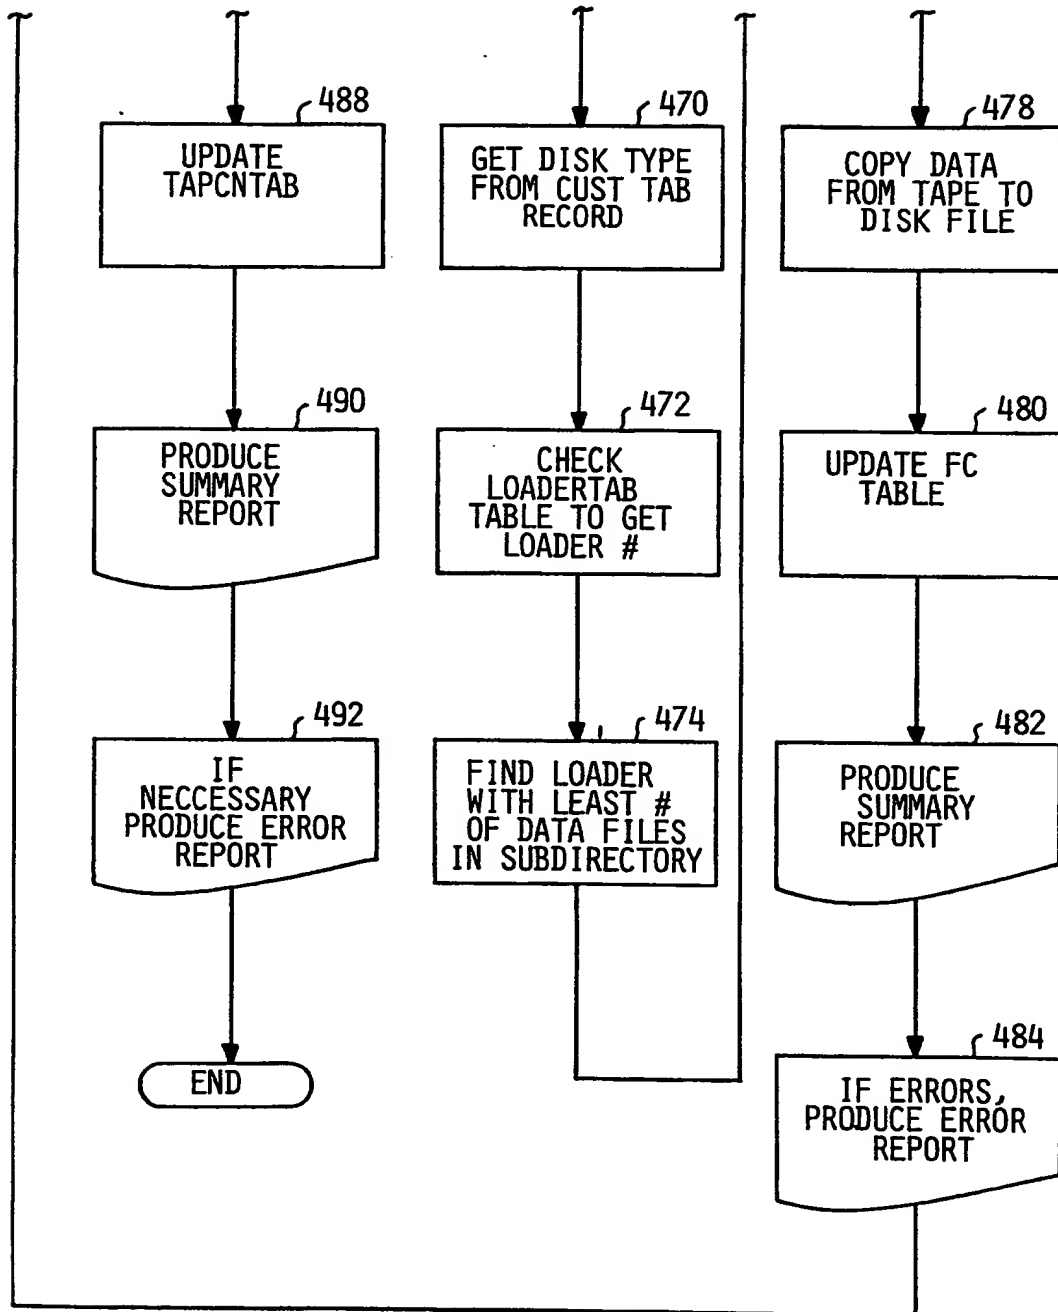 488
UPDATE
TAPCNTAB
490
PRODUCE
SUMMARY
REPORT
492
IF
NECCESSARY
PRODUCE ERROR
REPORT
END
470
GET DISK TYPE
FROM CUST TAB
RECORD
472
CHECK
LOADERTAB
TABLE TO GET
LOADER #
474
FIND LOADER
WITH LEAST #
OF DATA FILES
IN SUBDIRECTORY
478
COPY DATA
FROM TAPE TO
DISK FILE
480
UPDATE FC
TABLE
482
PRODUCE
SUMMARY
REPORT
484
IF ERRORS,
PRODUCE ERROR
REPORT